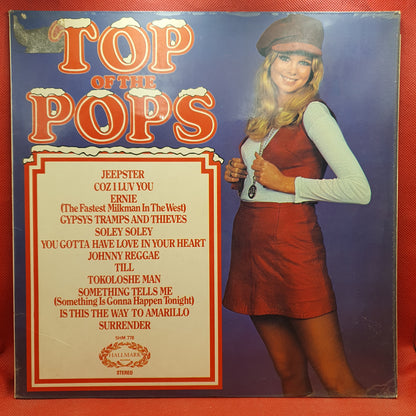 TOP
OF THE
POPS
JEEPSTER
COZ I LUV YOU
ERNIE
(The Fastest Milkman In The West)
GYPSYS TRAMPS AND THIEVES
SOLEY SOLEY
YOU GOTTA HAVE LOVE IN YOUR HEART
JOHNNY REGGAE
TILL
TOKOLOSHE MAN
SOMETHING TELLS ME
(Something Is Gonna Happen Tonight)
IS THIS THE WAY TO AMARILLO
SURRENDER
SHM 778
HALLMARK
STEREO